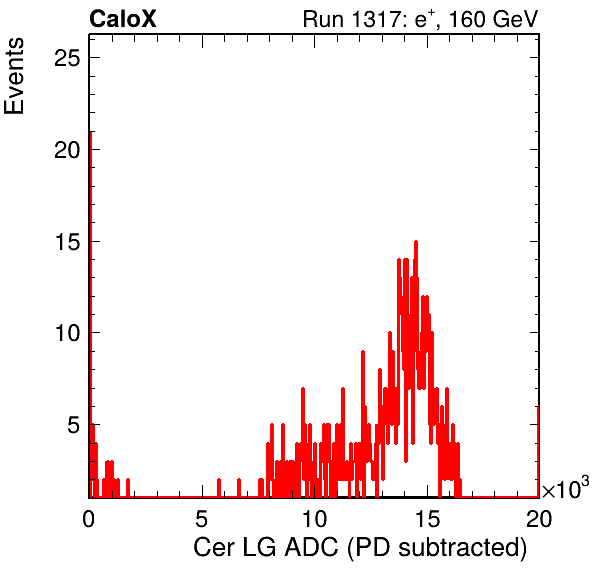 CaloX Run 1317: e⁺, 160 GeV
Events
25
20
15
10
5
0 5 10 15 20
×10³
Cer LG ADC (PD subtracted)